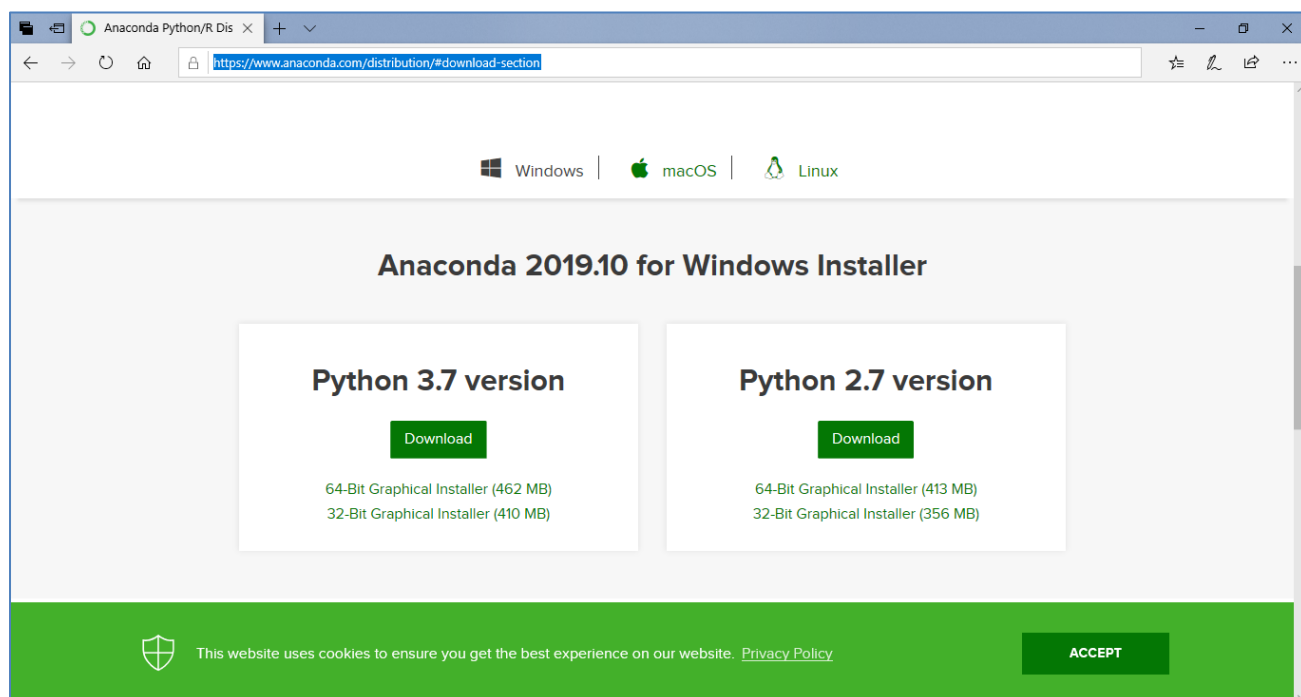 Anaconda Python/R Dis
https://www.anaconda.com/distribution/#download-section
Windows macOS Linux
Anaconda 2019.10 for Windows Installer
Python 3.7 version
Download
64-Bit Graphical Installer (462 MB)
32-Bit Graphical Installer (410 MB)
Python 2.7 version
Download
64-Bit Graphical Installer (413 MB)
32-Bit Graphical Installer (356 MB)
This website uses cookies to ensure you get the best experience on our website. Privacy Policy
ACCEPT